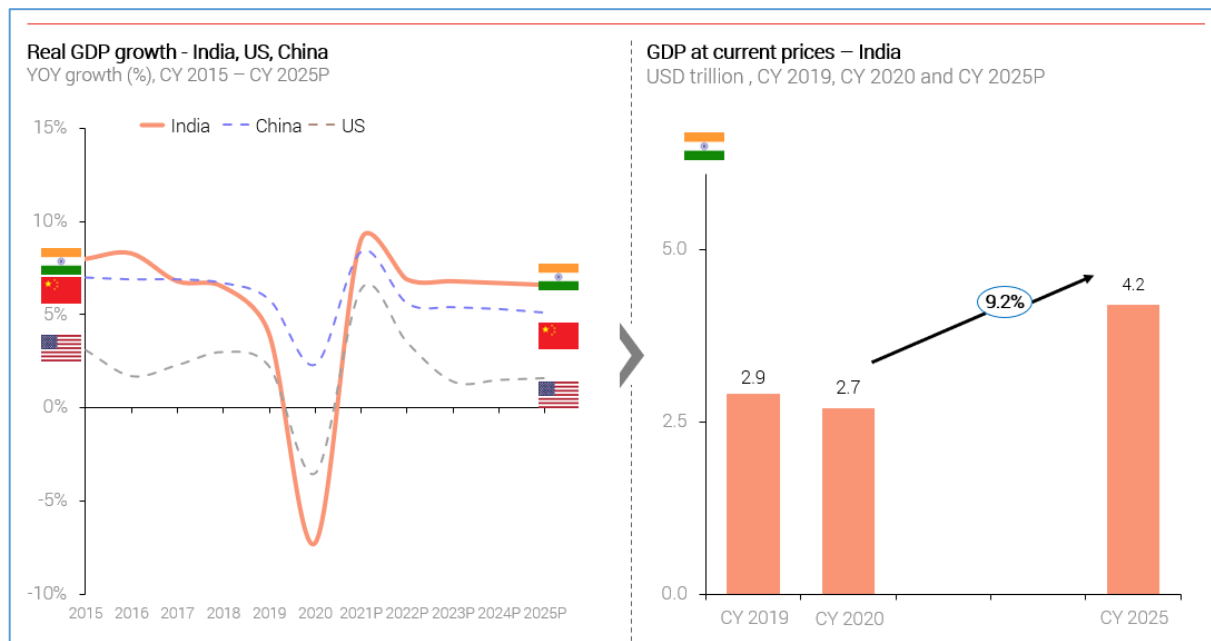 Real GDP growth - India, US, China
YOY growth (%), CY 2015 – CY 2025P
India China US
15%
10%
5%
0%
-5%
-10%
2015 2016 2017 2018 2019 2020 2021P 2022P 2023P 2024P 2025P
GDP at current prices – India
USD trillion , CY 2019, CY 2020 and CY 2025P
5.0
2.5
0.0
9.2%
2.9
2.7
4.2
CY 2019 CY 2020 CY 2025